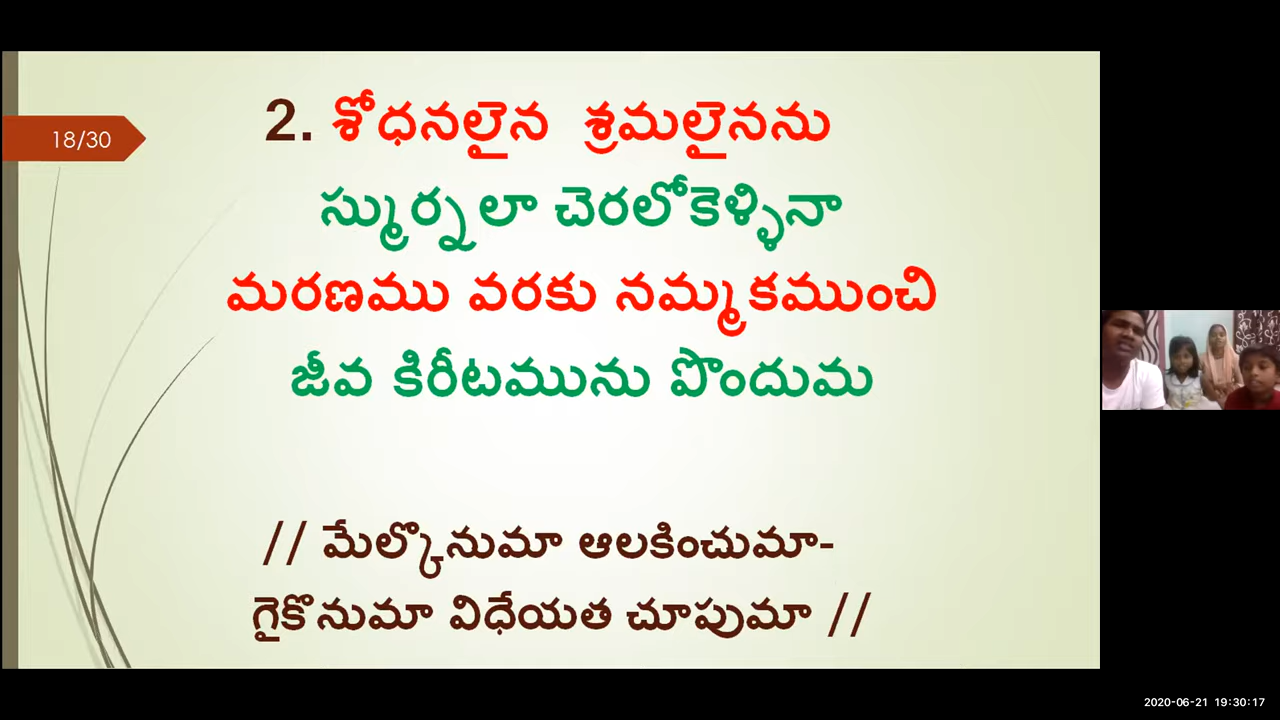 18/30
2. శోధనలైన శ్రమలైనను
స్ముర్నలా చెరలోకెళ్ళినా
మరణము వరకు నమ్మకముంచి
జీవ కిరీటమును పొందుమ
// మేల్కొనుమా ఆలకించుమా-
గైకొనుమా విధేయత చూపుమా //
2020-06-21 19:30:17